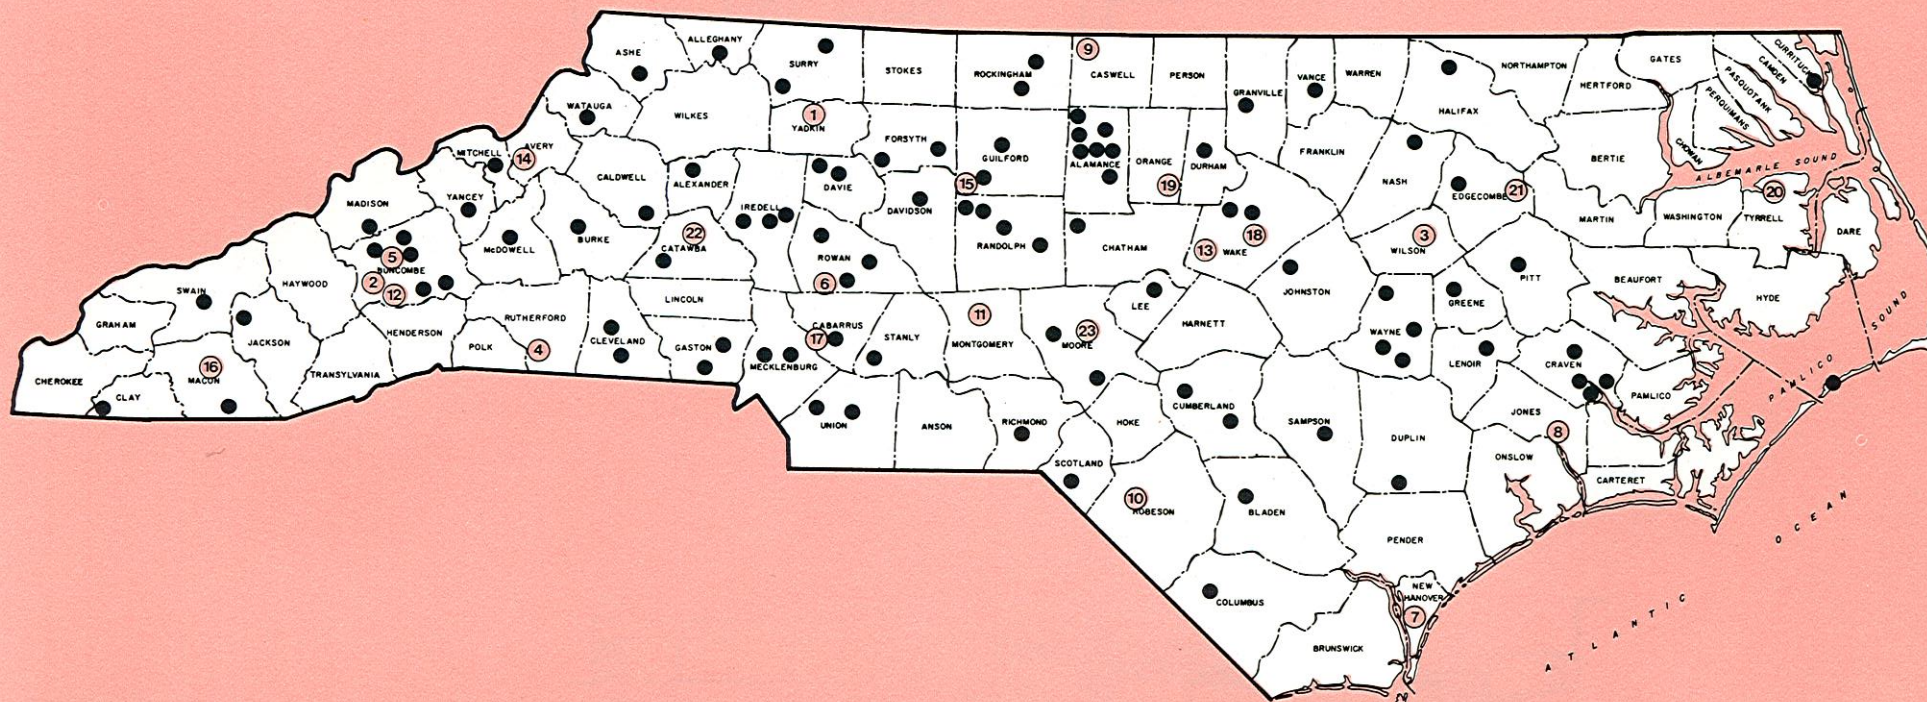 ASHE
ALLEGHANY
SURRY
STOKES
ROCKINGHAM
9
CASWELL
PERSON
GRANVILLE
VANCE
WARREN
NORTHAMPTON
HALIFAX
HERTFORD
GATES
CURRITUCK
CAMDEN
PASQUOTANK
PERQUIMANS
CHOWAN
WATAUGA
WILKES
1
YADKIN
FORSYTH
GUILFORD
ALAMANCE
ORANGE
DURHAM
FRANKLIN
BERTIE
MITCHELL
AVERY
14
CALDWELL
ALEXANDER
IREDELL
DAVIE
DAVIDSON
15
19
NASH
EDGECOMBE
21
MARTIN
ALBEMARLE SOUND
WASHINGTON
20
TYRRELL
DARE
MADISON
YANCEY
McDOWELL
BURKE
22
CATAWBA
ROWAN
RANDOLPH
CHATHAM
13
18
WAKE
3
WILSON
PITT
BEAUFORT
HYDE
5
BUNCOMBE
2
12
HAYWOOD
SWAIN
GRAHAM
JACKSON
HENDERSON
RUTHERFORD
POLK
4
LINCOLN
CLEVELAND
GASTON
6
CABARRUS
17
MECKLENBURG
STANLY
11
MONTGOMERY
23
MOORE
LEE
HARNETT
JOHNSTON
WAYNE
GREENE
LENOIR
CRAVEN
PAMLICO
PAMLICO SOUND
CHEROKEE
CLAY
16
MACON
TRANSYLVANIA
UNION
ANSON
RICHMOND
HOKE
CUMBERLAND
SAMPSON
DUPLIN
JONES
8
ONSLOW
CARTERET
SCOTLAND
10
ROBESON
BLADEN
PENDER
COLUMBUS
NEW
HANOVER
7
BRUNSWICK
ATLANTIC OCEAN